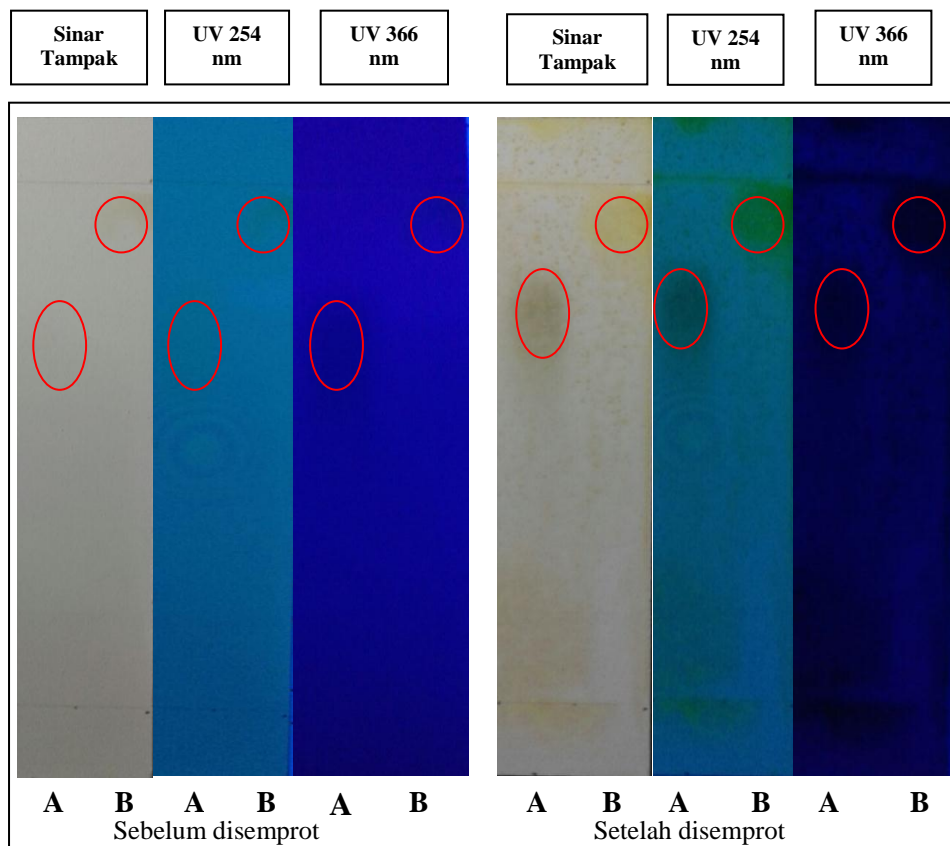 Sinar
Tampak
UV 254
nm
UV 366
nm
Sinar
Tampak
UV 254
nm
UV 366
nm
A B A B A B
Sebelum disemprot
A B A B A B
Setelah disemprot